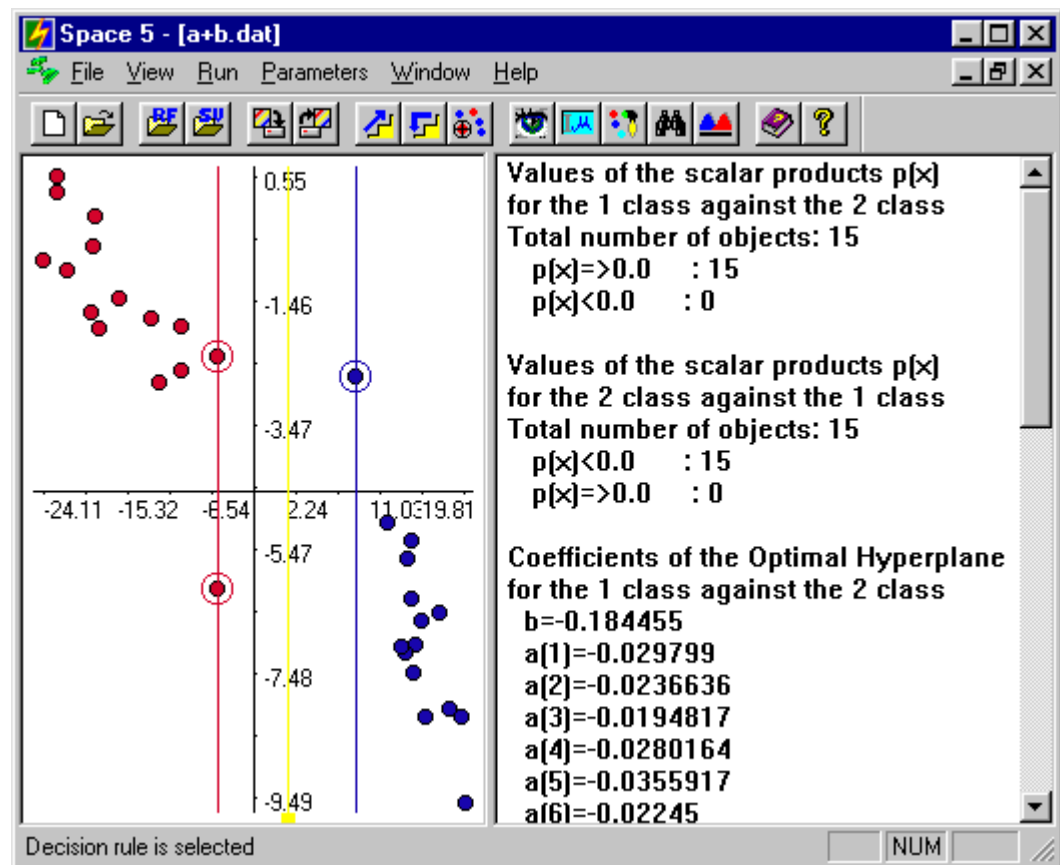 Space 5 - [a+b.dat]
File View Run Parameters Window Help
RF SV
0.55
-1.46
-3.47
-24.11 -15.32 -6.54 2.24 11.03 19.81
-5.47
-7.48
-9.49
Values of the scalar products p(x)
for the 1 class against the 2 class
Total number of objects: 15
p(x)=>0.0 : 15
p(x)<0.0 : 0
Values of the scalar products p(x)
for the 2 class against the 1 class
Total number of objects: 15
p(x)<0.0 : 15
p(x)=>0.0 : 0
Coefficients of the Optimal Hyperplane
for the 1 class against the 2 class
b=-0.184455
a(1)=-0.029799
a(2)=-0.0236636
a(3)=-0.0194817
a(4)=-0.0280164
a(5)=-0.0355917
a(6)=-0.02245
Decision rule is selected
NUM